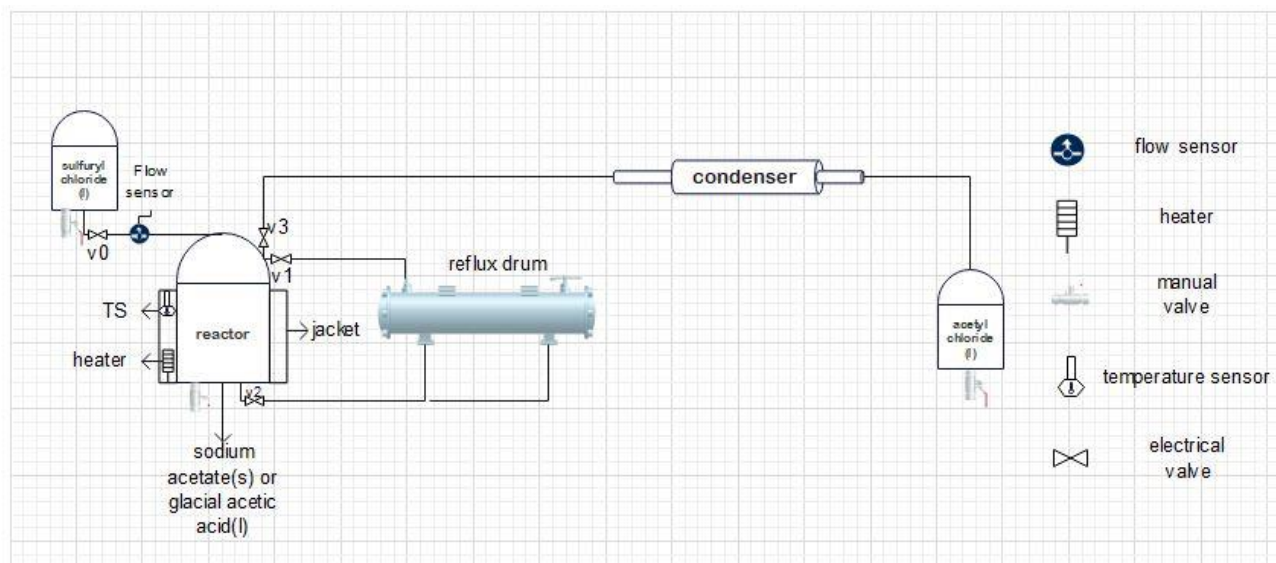 sulfuryl
chloride
(l)
Flow
sensor
v0
v3
v1
condenser
reflux drum
TS
heater
reactor
jacket
v2
sodium
acetate(s) or
glacial acetic
acid(l)
acetyl
chloride
(l)
flow sensor
heater
manual
valve
temperature sensor
electrical
valve